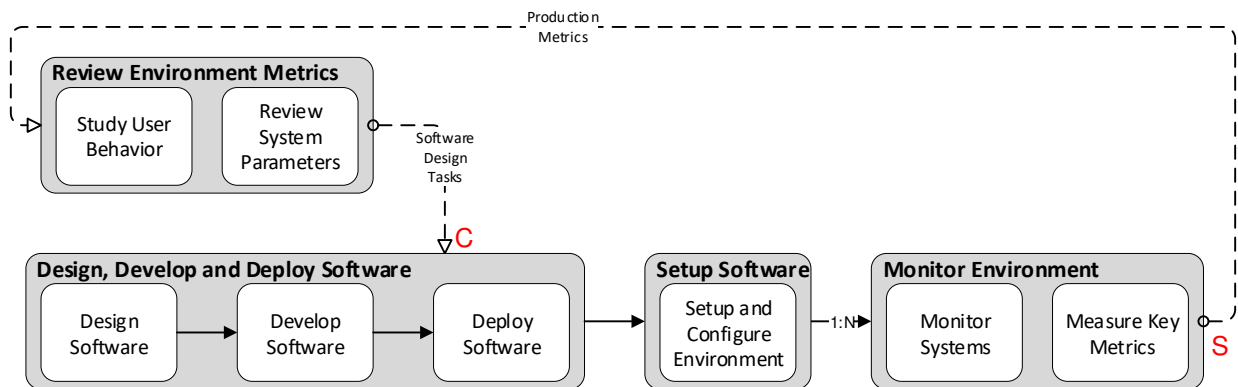 Production
Metrics
Review Environment Metrics
Study User
Behavior
Review
System
Parameters
Software
Design
Tasks
C
Design, Develop and Deploy Software
Design
Software
Develop
Software
Deploy
Software
Setup Software
Setup and
Configure
Environment
1:N
Monitor Environment
Monitor
Systems
Measure Key
Metrics
S